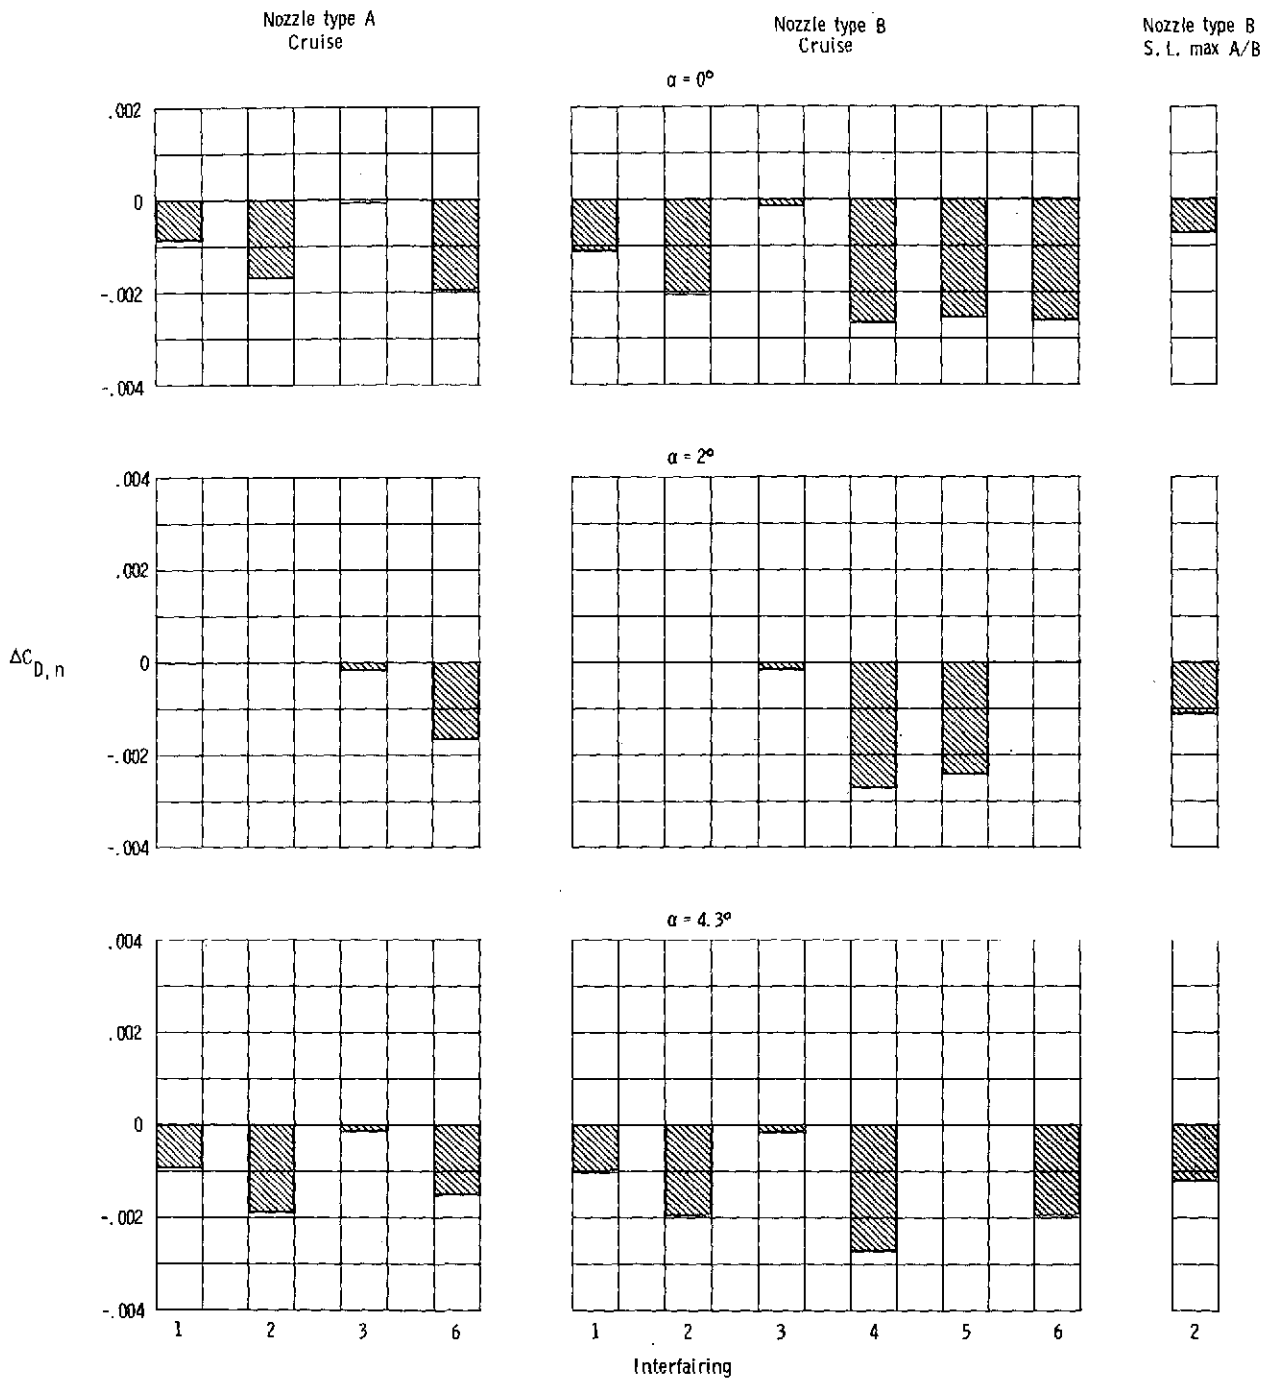 Nozzle type A
Cruise
Nozzle type B
Cruise
Nozzle type B
S. L. max A/B
α = 0°
.002
0
-.002
-.004
α = 2°
.004
.002
0
-.002
-.004
ΔC_D,n
α = 4.3°
.004
.002
0
-.002
-.004
1 2 3 6 1 2 3 4 5 6 2
Interfairing